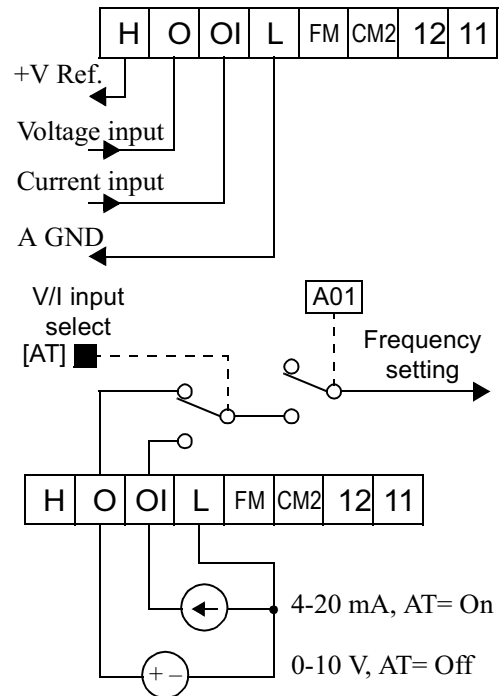 H O OI L FM CM2 12 11
+V Ref.
Voltage input
Current input
A GND
V/I input
select
[AT]
A01
Frequency
setting
H O OI L FM CM2 12 11
4-20 mA, AT= On
+ –
0-10 V, AT= Off